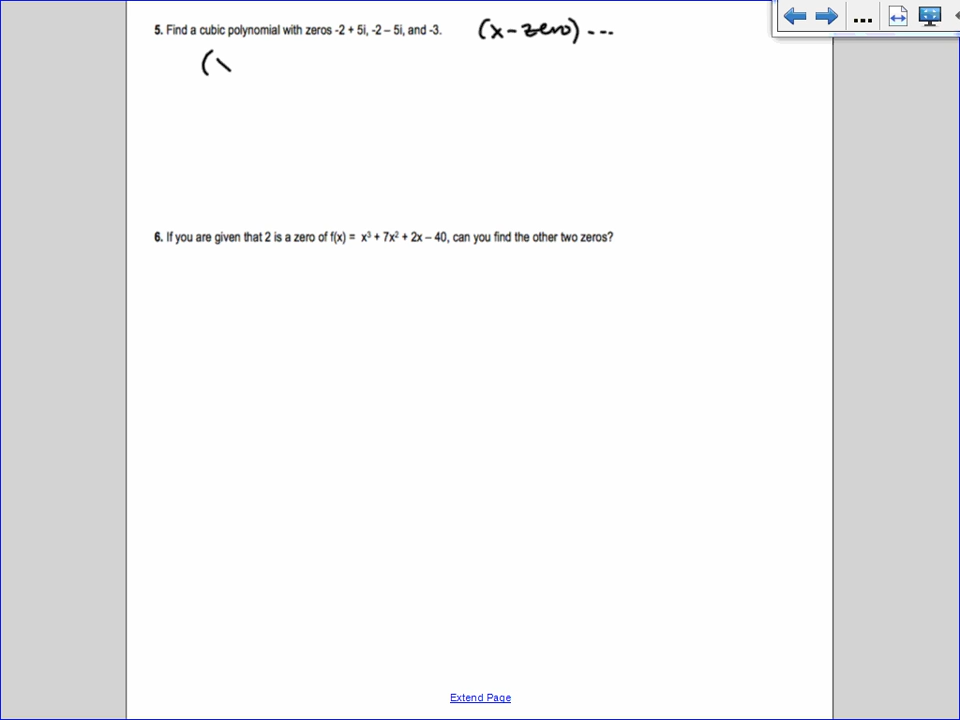 5. Find a cubic polynomial with zeros -2 + 5i, -2 – 5i, and -3. (x - zero) ---
(
6. If you are given that 2 is a zero of f(x) = x³ + 7x² + 2x – 40, can you find the other two zeros?
Extend Page